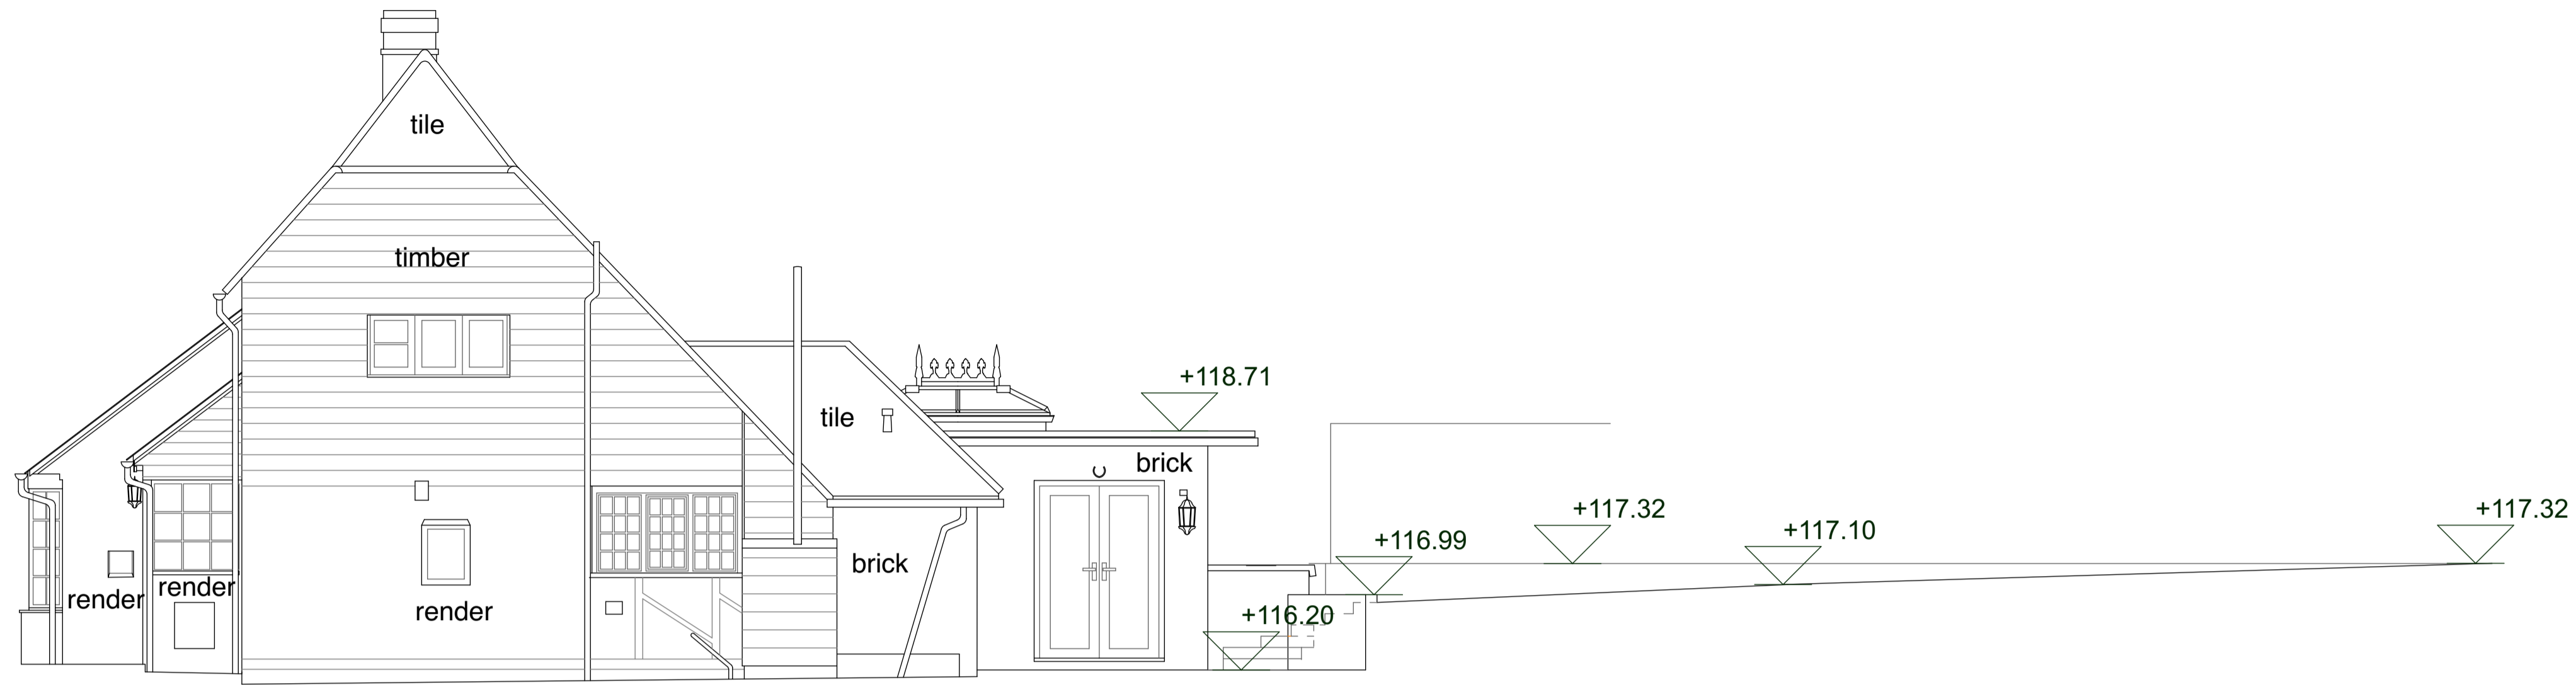 tile
timber
+118.71
tile
brick
+117.32
+117.32
+117.10
+116.99
brick
render
render
render
+116.20